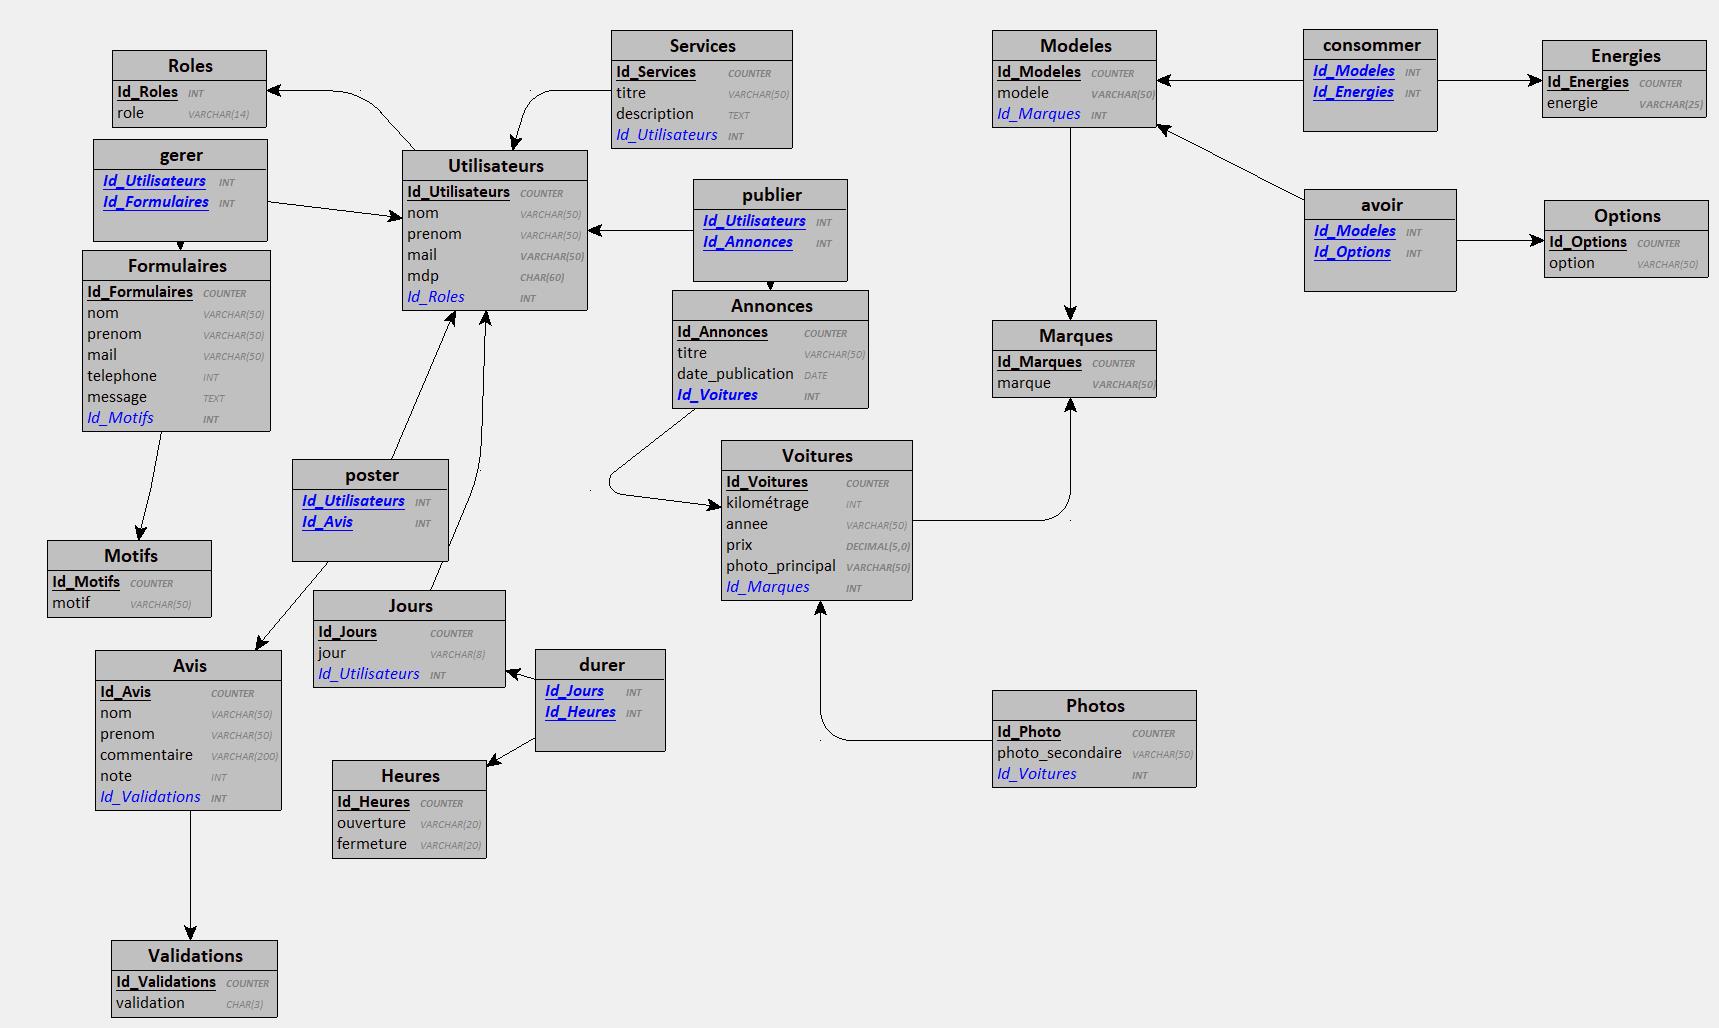 Roles
Id_Roles INT
role VARCHAR(14)
gerer
Id_Utilisateurs INT
Id_Formulaires INT
Formulaires
Id_Formulaires COUNTER
nom VARCHAR(50)
prenom VARCHAR(50)
mail VARCHAR(50)
telephone INT
message TEXT
Id_Motifs INT
Motifs
Id_Motifs COUNTER
motif VARCHAR(50)
Services
Id_Services COUNTER
titre VARCHAR(50)
description TEXT
Id_Utilisateurs INT
Utilisateurs
Id_Utilisateurs COUNTER
nom VARCHAR(50)
prenom VARCHAR(50)
mail VARCHAR(50)
mdp CHAR(60)
Id_Roles INT
publier
Id_Utilisateurs INT
Id_Annonces INT
Annonces
Id_Annonces COUNTER
titre VARCHAR(50)
date_publication DATE
Id_Voitures INT
poster
Id_Utilisateurs INT
Id_Avis INT
Avis
Id_Avis COUNTER
nom VARCHAR(50)
prenom VARCHAR(50)
commentaire VARCHAR(200)
note INT
Id_Validations INT
Validations
Id_Validations COUNTER
validation CHAR(3)
Jours
Id_Jours COUNTER
jour VARCHAR(8)
Id_Utilisateurs INT
durer
Id_Jours INT
Id_Heures INT
Heures
Id_Heures COUNTER
ouverture VARCHAR(20)
fermeture VARCHAR(20)
Voitures
Id_Voitures COUNTER
kilométrage INT
annee VARCHAR(50)
prix DECIMAL(5,0)
photo_principal VARCHAR(50)
Id_Marques INT
Modeles
Id_Modeles COUNTER
modele VARCHAR(50)
Id_Marques INT
consommer
Id_Modeles INT
Id_Energies INT
Energies
Id_Energies COUNTER
energie VARCHAR(25)
avoir
Id_Modeles INT
Id_Options INT
Options
Id_Options COUNTER
option VARCHAR(50)
Marques
Id_Marques COUNTER
marque VARCHAR(50)
Photos
Id_Photo COUNTER
photo_secondaire VARCHAR(50)
Id_Voitures INT